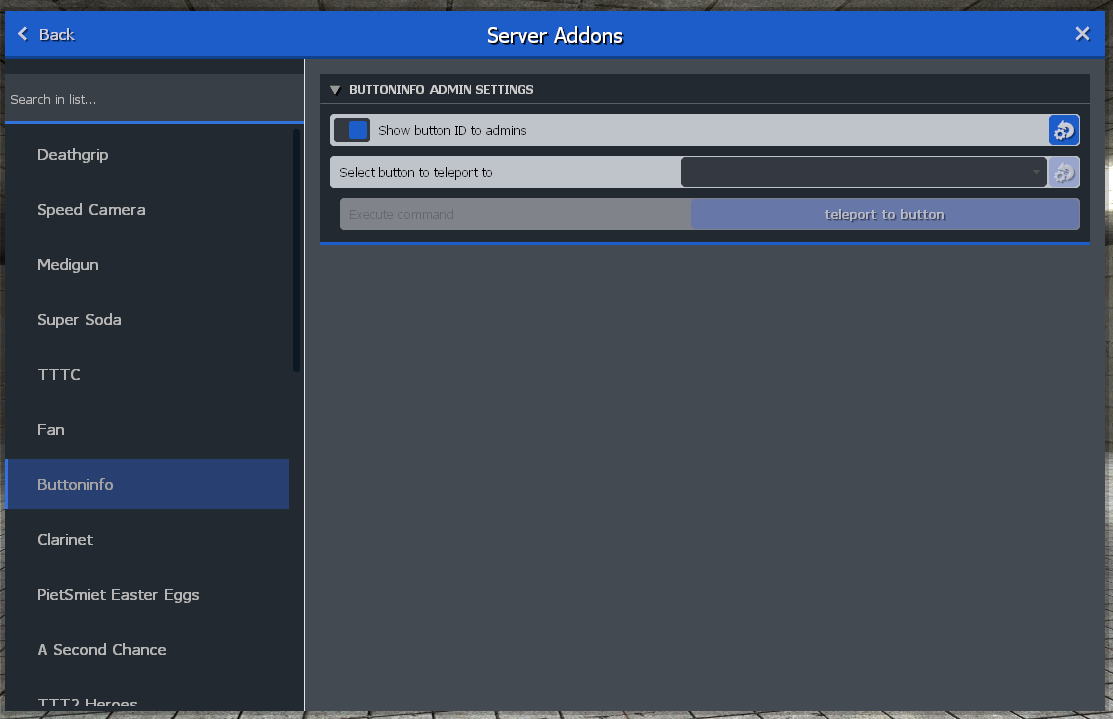 Back
Server Addons
Search in list...
Deathgrip
Speed Camera
Medigun
Super Soda
TTTC
Fan
Buttoninfo
Clarinet
PietSmiet Easter Eggs
A Second Chance
TTT2 Heroes
BUTTONINFO ADMIN SETTINGS
Show button ID to admins
Select button to teleport to
Execute command
teleport to button